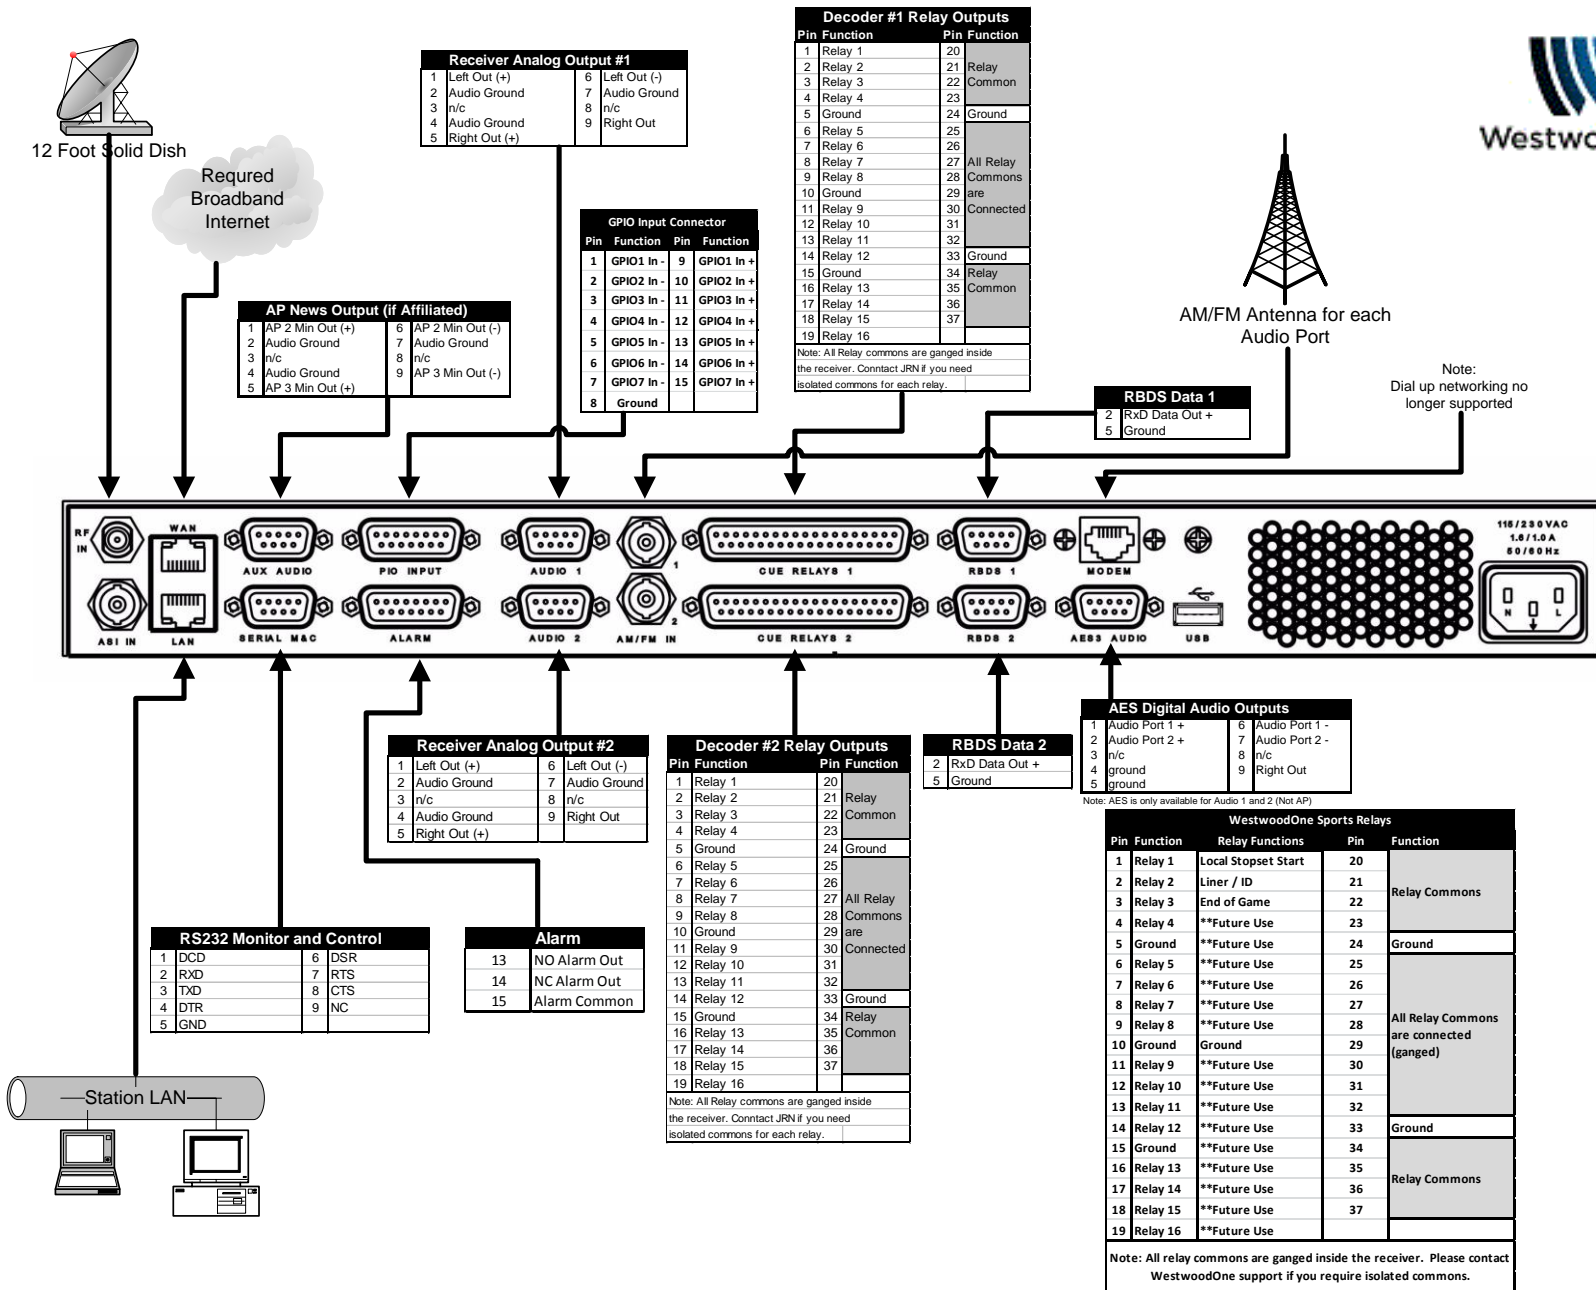 Decoder #1 Relay Outputs
Pin Function Pin Function
1 Relay 1 20
2 Relay 2 21 Relay
3 Relay 3 22 Common
4 Relay 4 23
5 Ground 24 Ground
6 Relay 5 25
7 Relay 6 26
8 Relay 7 27 All Relay
9 Relay 8 28 Commons
10 Ground 29 are
11 Relay 9 30 Connected
12 Relay 10 31
13 Relay 11 32
14 Relay 12 33 Ground
15 Ground 34 Relay
16 Relay 13 35 Common
17 Relay 14 36
18 Relay 15 37
19 Relay 16
Note: All Relay commons are ganged inside
the receiver. Conntact JRN if you need
isolated commons for each relay.
Receiver Analog Output #1
1 Left Out (+) 6 Left Out (-)
2 Audio Ground 7 Audio Ground
3 n/c 8 n/c
4 Audio Ground 9 Right Out
5 Right Out (+)
12 Foot Solid Dish
Requred
Broadband
Internet
GPIO Input Connector
Pin Function Pin Function
1 GPIO1 In - 9 GPIO1 In +
2 GPIO2 In - 10 GPIO2 In +
3 GPIO3 In - 11 GPIO3 In +
4 GPIO4 In - 12 GPIO4 In +
5 GPIO5 In - 13 GPIO5 In +
6 GPIO6 In - 14 GPIO6 In +
7 GPIO7 In - 15 GPIO7 In +
8 Ground
AP News Output (if Affiliated)
1 AP 2 Min Out (+) 6 AP 2 Min Out (-)
2 Audio Ground 7 Audio Ground
3 n/c 8 n/c
4 Audio Ground 9 AP 3 Min Out (-)
5 AP 3 Min Out (+)
Westwo
AM/FM Antenna for each
Audio Port
Note:
Dial up networking no
longer supported
RBDS Data 1
2 RxD Data Out +
5 Ground
RF
IN
WAN
AUX AUDIO
PIO INPUT
AUDIO 1
1
CUE RELAYS 1
RBDS 1
MODEM
115/230 VAC
1.6/1.0 A
50/60 Hz
N L
ASI IN
LAN
SERIAL M&C
ALARM
AUDIO 2
AM/FM IN
2
CUE RELAYS 2
RBDS 2
AES3 AUDIO
USB
Receiver Analog Output #2
1 Left Out (+) 6 Left Out (-)
2 Audio Ground 7 Audio Ground
3 n/c 8 n/c
4 Audio Ground 9 Right Out
5 Right Out (+)
Decoder #2 Relay Outputs
Pin Function Pin Function
1 Relay 1 20
2 Relay 2 21 Relay
3 Relay 3 22 Common
4 Relay 4 23
5 Ground 24 Ground
6 Relay 5 25
7 Relay 6 26
8 Relay 7 27 All Relay
9 Relay 8 28 Commons
10 Ground 29 are
11 Relay 9 30 Connected
12 Relay 10 31
13 Relay 11 32
14 Relay 12 33 Ground
15 Ground 34 Relay
16 Relay 13 35 Common
17 Relay 14 36
18 Relay 15 37
19 Relay 16
Note: All Relay commons are ganged inside
the receiver. Conntact JRN if you need
isolated commons for each relay.
RBDS Data 2
2 RxD Data Out +
5 Ground
AES Digital Audio Outputs
1 Audio Port 1 + 6 Audio Port 1 -
2 Audio Port 2 + 7 Audio Port 2 -
3 n/c 8 n/c
4 ground 9 Right Out
5 ground
Note: AES is only available for Audio 1 and 2 (Not AP)
RS232 Monitor and Control
1 DCD 6 DSR
2 RXD 7 RTS
3 TXD 8 CTS
4 DTR 9 NC
5 GND
Alarm
13 NO Alarm Out
14 NC Alarm Out
15 Alarm Common
Station LAN
WestwoodOne Sports Relays
Pin Function Relay Functions Pin Function
1 Relay 1 Local Stopset Start 20
2 Relay 2 Liner / ID 21 Relay Commons
3 Relay 3 End of Game 22
4 Relay 4 **Future Use 23
5 Ground **Future Use 24 Ground
6 Relay 5 **Future Use 25
7 Relay 6 **Future Use 26
8 Relay 7 **Future Use 27
9 Relay 8 **Future Use 28 All Relay Commons
10 Ground Ground 29 are connected
11 Relay 9 **Future Use 30 (ganged)
12 Relay 10 **Future Use 31
13 Relay 11 **Future Use 32
14 Relay 12 **Future Use 33 Ground
15 Ground **Future Use 34
16 Relay 13 **Future Use 35 Relay Commons
17 Relay 14 **Future Use 36
18 Relay 15 **Future Use 37
19 Relay 16 **Future Use
Note: All relay commons are ganged inside the receiver. Please contact
WestwoodOne support if you require isolated commons.